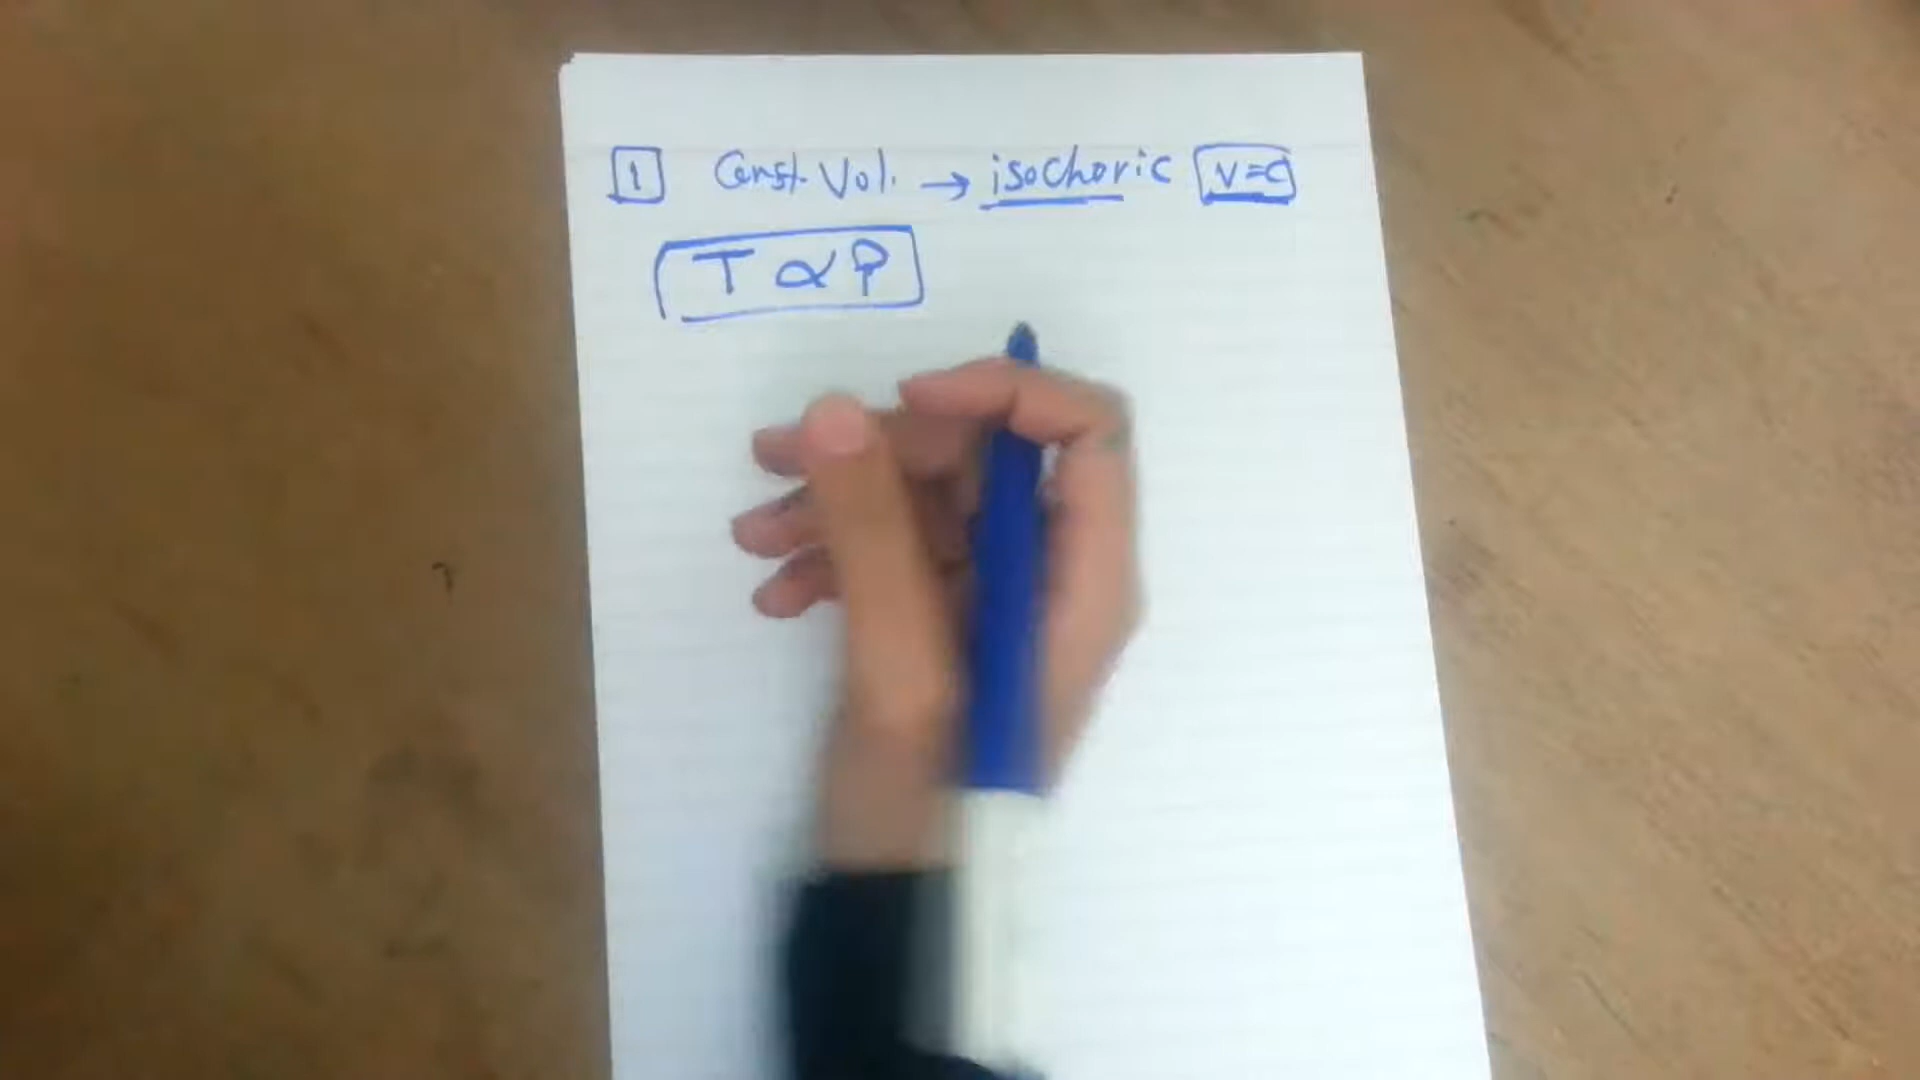 1 Const. Vol. → isochoric V=C
T α P